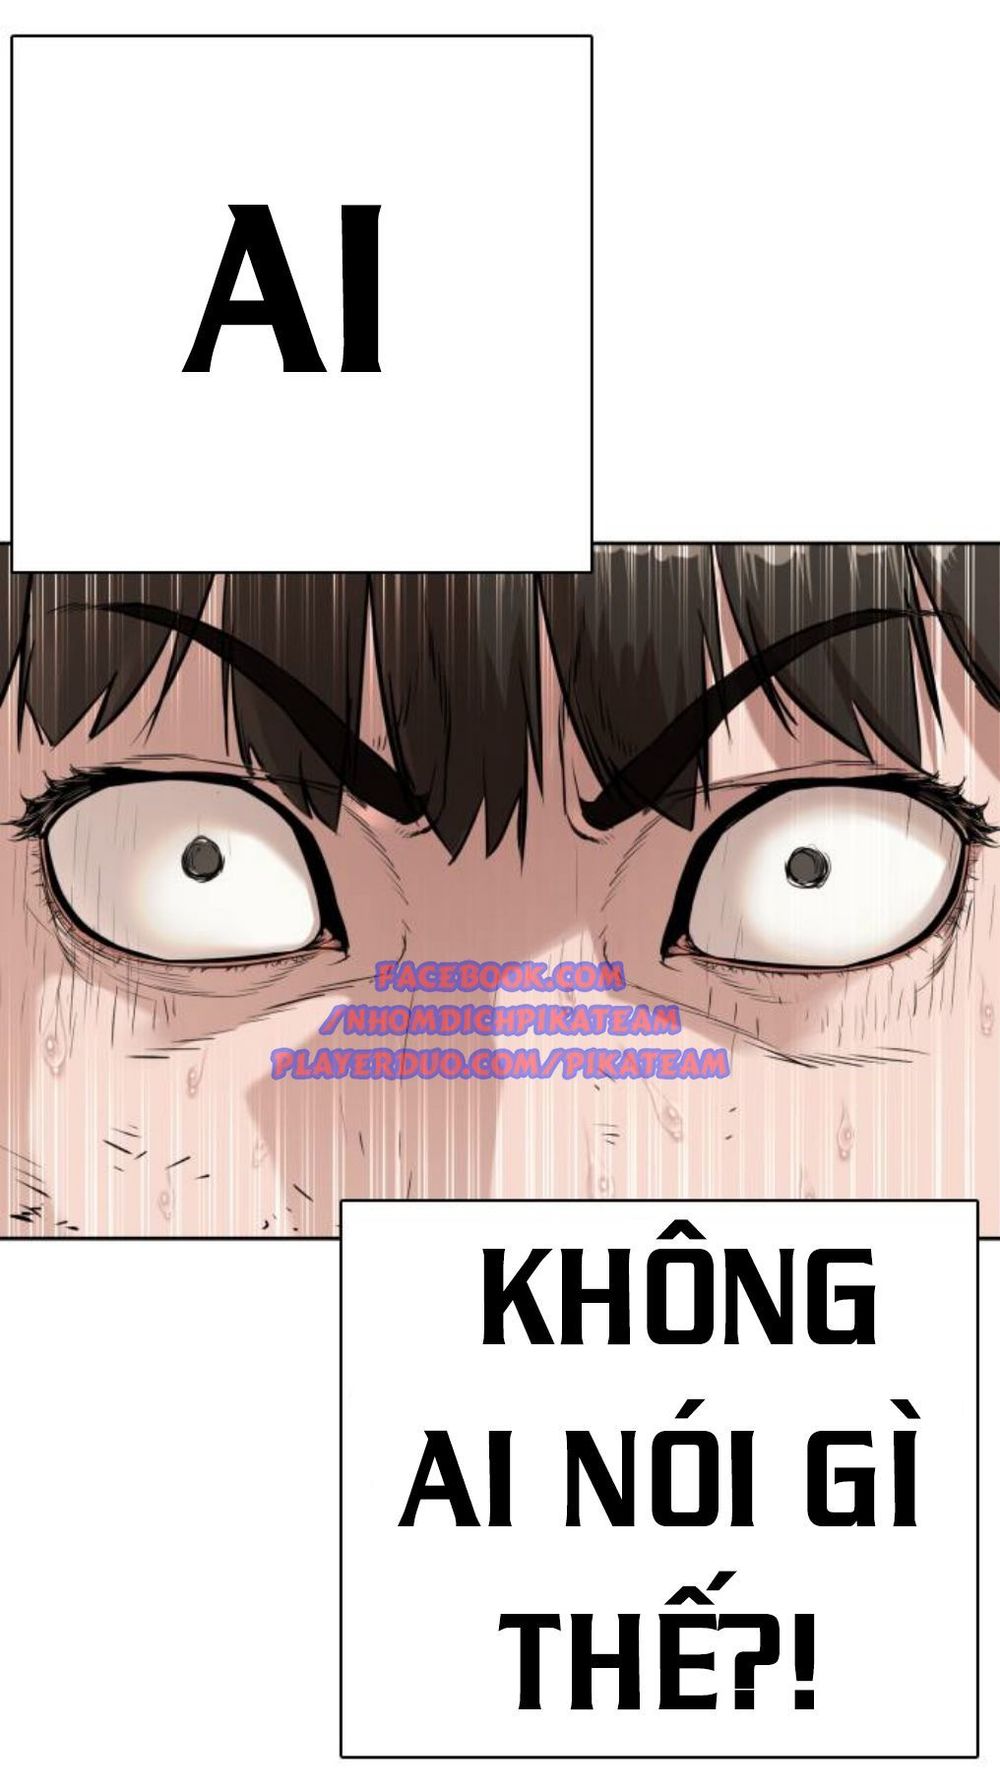 AI
FACEBOOK.COM
/NHOMDICHPIKATEAM
PLAYERDUO.COM/PIKATEAM
KHÔNG
AI NÓI GÌ
THẾ?!